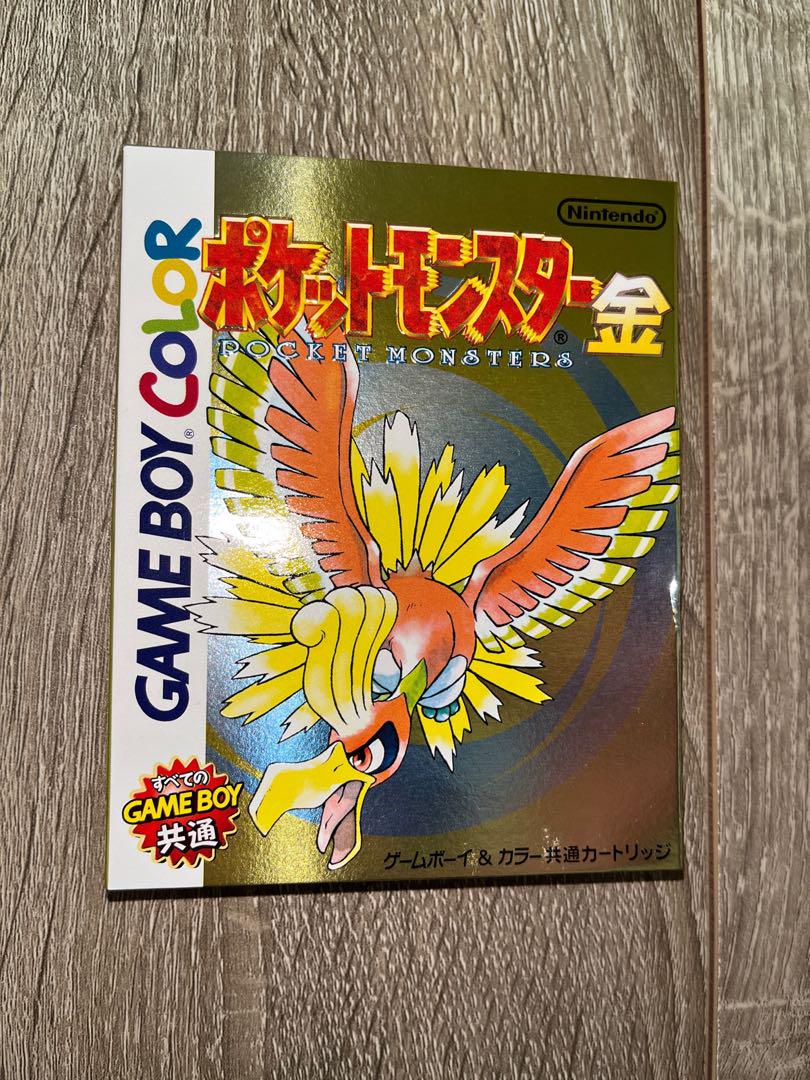 Nintendo®
ポケットモンスター金
®
POCKET MONSTERS
GAME BOY® COLOR
すべての
GAME BOY
共通
ゲームボーイ & カラー共通カートリッジ